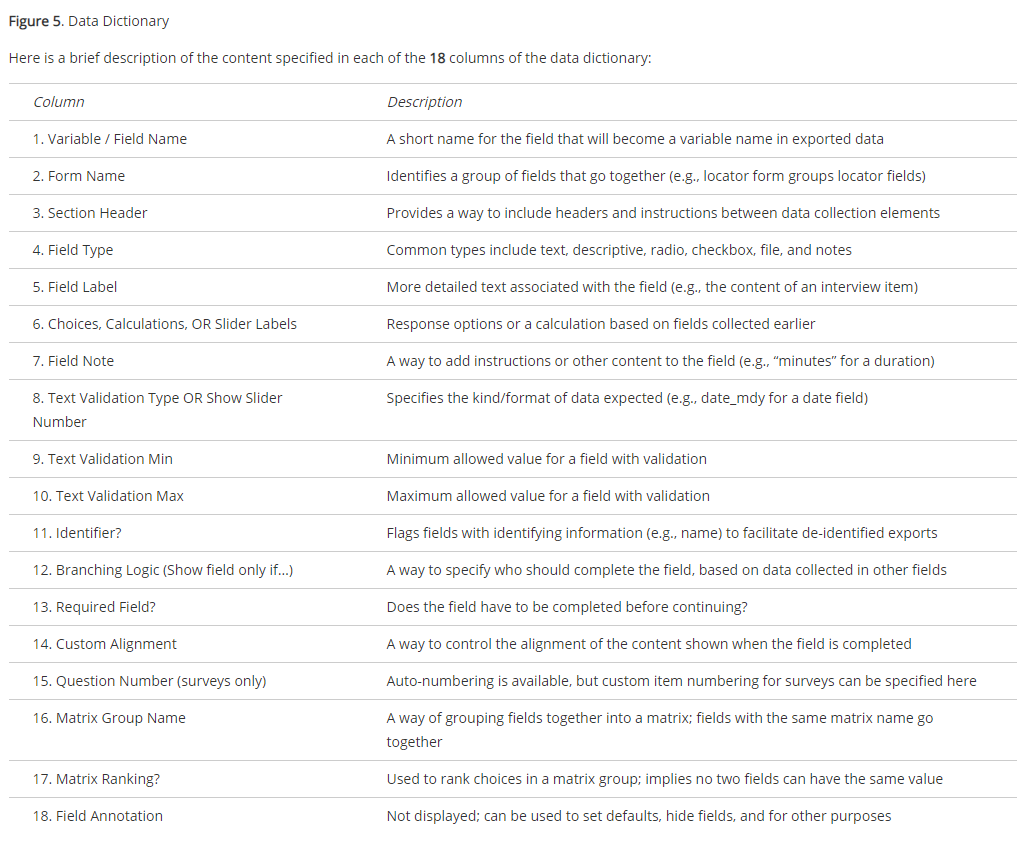 Figure 5. Data Dictionary
Here is a brief description of the content specified in each of the 18 columns of the data dictionary:
Column Description
1. Variable / Field Name A short name for the field that will become a variable name in exported data
2. Form Name Identifies a group of fields that go together (e.g., locator form groups locator fields)
3. Section Header Provides a way to include headers and instructions between data collection elements
4. Field Type Common types include text, descriptive, radio, checkbox, file, and notes
5. Field Label More detailed text associated with the field (e.g., the content of an interview item)
6. Choices, Calculations, OR Slider Labels Response options or a calculation based on fields collected earlier
7. Field Note A way to add instructions or other content to the field (e.g., “minutes” for a duration)
8. Text Validation Type OR Show Slider Specifies the kind/format of data expected (e.g., date_mdy for a date field)
Number
9. Text Validation Min Minimum allowed value for a field with validation
10. Text Validation Max Maximum allowed value for a field with validation
11. Identifier? Flags fields with identifying information (e.g., name) to facilitate de-identified exports
12. Branching Logic (Show field only if...) A way to specify who should complete the field, based on data collected in other fields
13. Required Field? Does the field have to be completed before continuing?
14. Custom Alignment A way to control the alignment of the content shown when the field is completed
15. Question Number (surveys only) Auto-numbering is available, but custom item numbering for surveys can be specified here
16. Matrix Group Name A way of grouping fields together into a matrix; fields with the same matrix name go
together
17. Matrix Ranking? Used to rank choices in a matrix group; implies no two fields can have the same value
18. Field Annotation Not displayed; can be used to set defaults, hide fields, and for other purposes